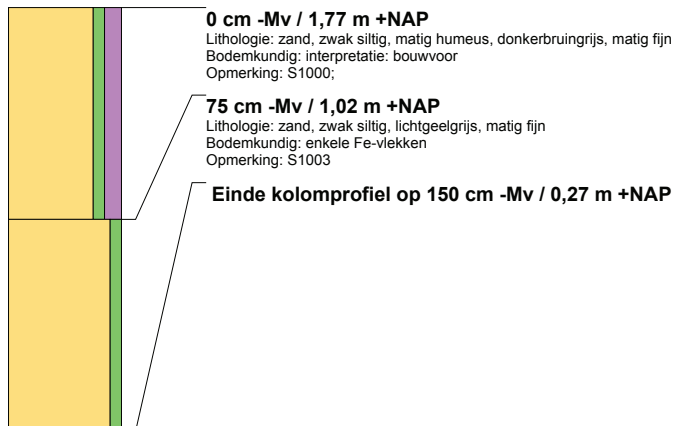 0 cm -Mv / 1,77 m +NAP
Lithologie: zand, zwak siltig, matig humeus, donkerbruingrijs, matig fijn
Bodemkundig: interpretatie: bouwvoor
Opmerking: S1000;
75 cm -Mv / 1,02 m +NAP
Lithologie: zand, zwak siltig, lichtgeelgrijs, matig fijn
Bodemkundig: enkele Fe-vlekken
Opmerking: S1003
Einde kolomprofiel op 150 cm -Mv / 0,27 m +NAP